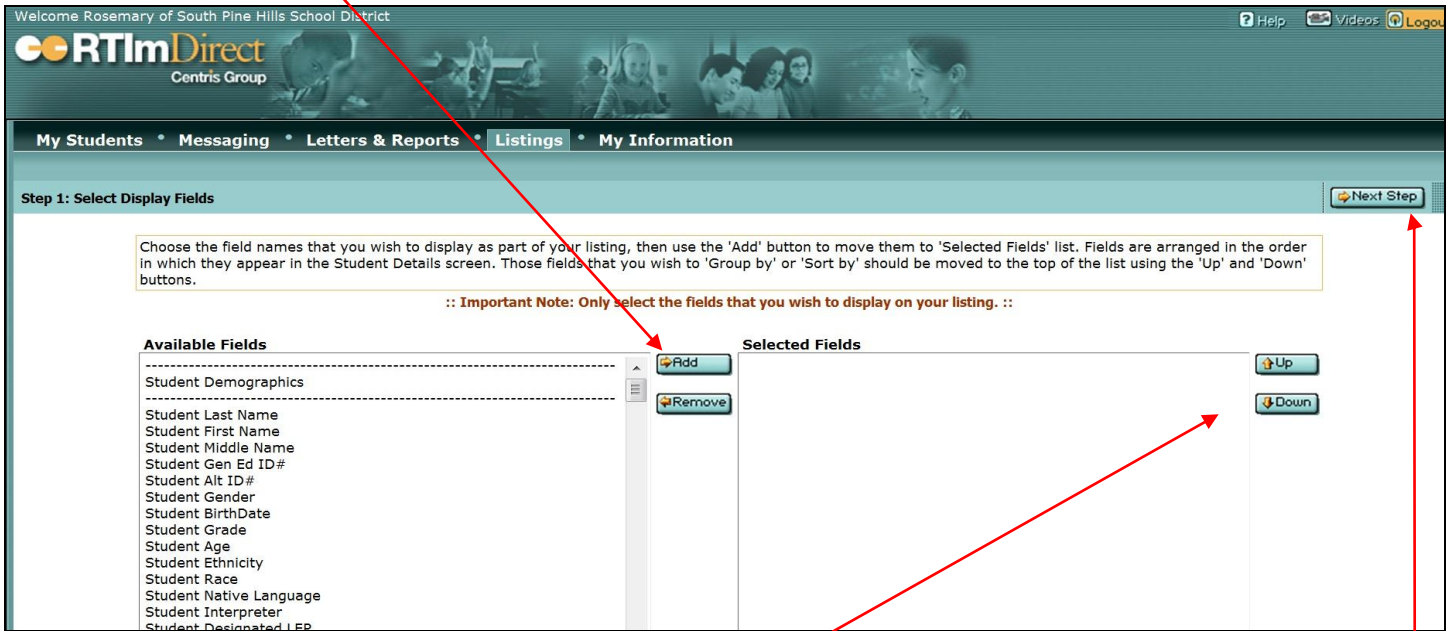 Welcome Rosemary of South Pine Hills School District
? Help Videos Logou
RTImDirect
Centris Group
My Students • Messaging • Letters & Reports • Listings • My Information
Step 1: Select Display Fields
Next Step
Choose the field names that you wish to display as part of your listing, then use the 'Add' button to move them to 'Selected Fields' list. Fields are arranged in the order
in which they appear in the Student Details screen. Those fields that you wish to 'Group by' or 'Sort by' should be moved to the top of the list using the 'Up' and 'Down'
buttons.
:: Important Note: Only select the fields that you wish to display on your listing. ::
Available Fields
Selected Fields
Add
Remove
Up
Down
--------------------------------------------------------------------------------
Student Demographics
--------------------------------------------------------------------------------
Student Last Name
Student First Name
Student Middle Name
Student Gen Ed ID#
Student Alt ID#
Student Gender
Student BirthDate
Student Grade
Student Age
Student Ethnicity
Student Race
Student Native Language
Student Interpreter
Student Designated LEP